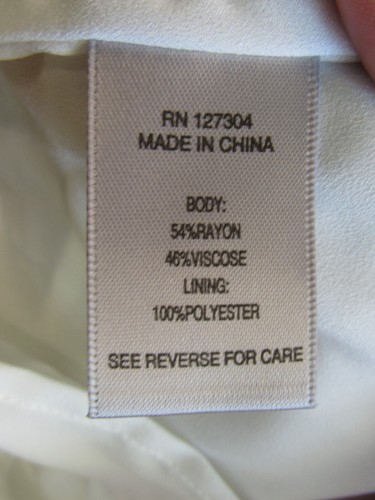 RN 127304
MADE IN CHINA
BODY:
54%RAYON
46%VISCOSE
LINING:
100%POLYESTER
SEE REVERSE FOR CARE